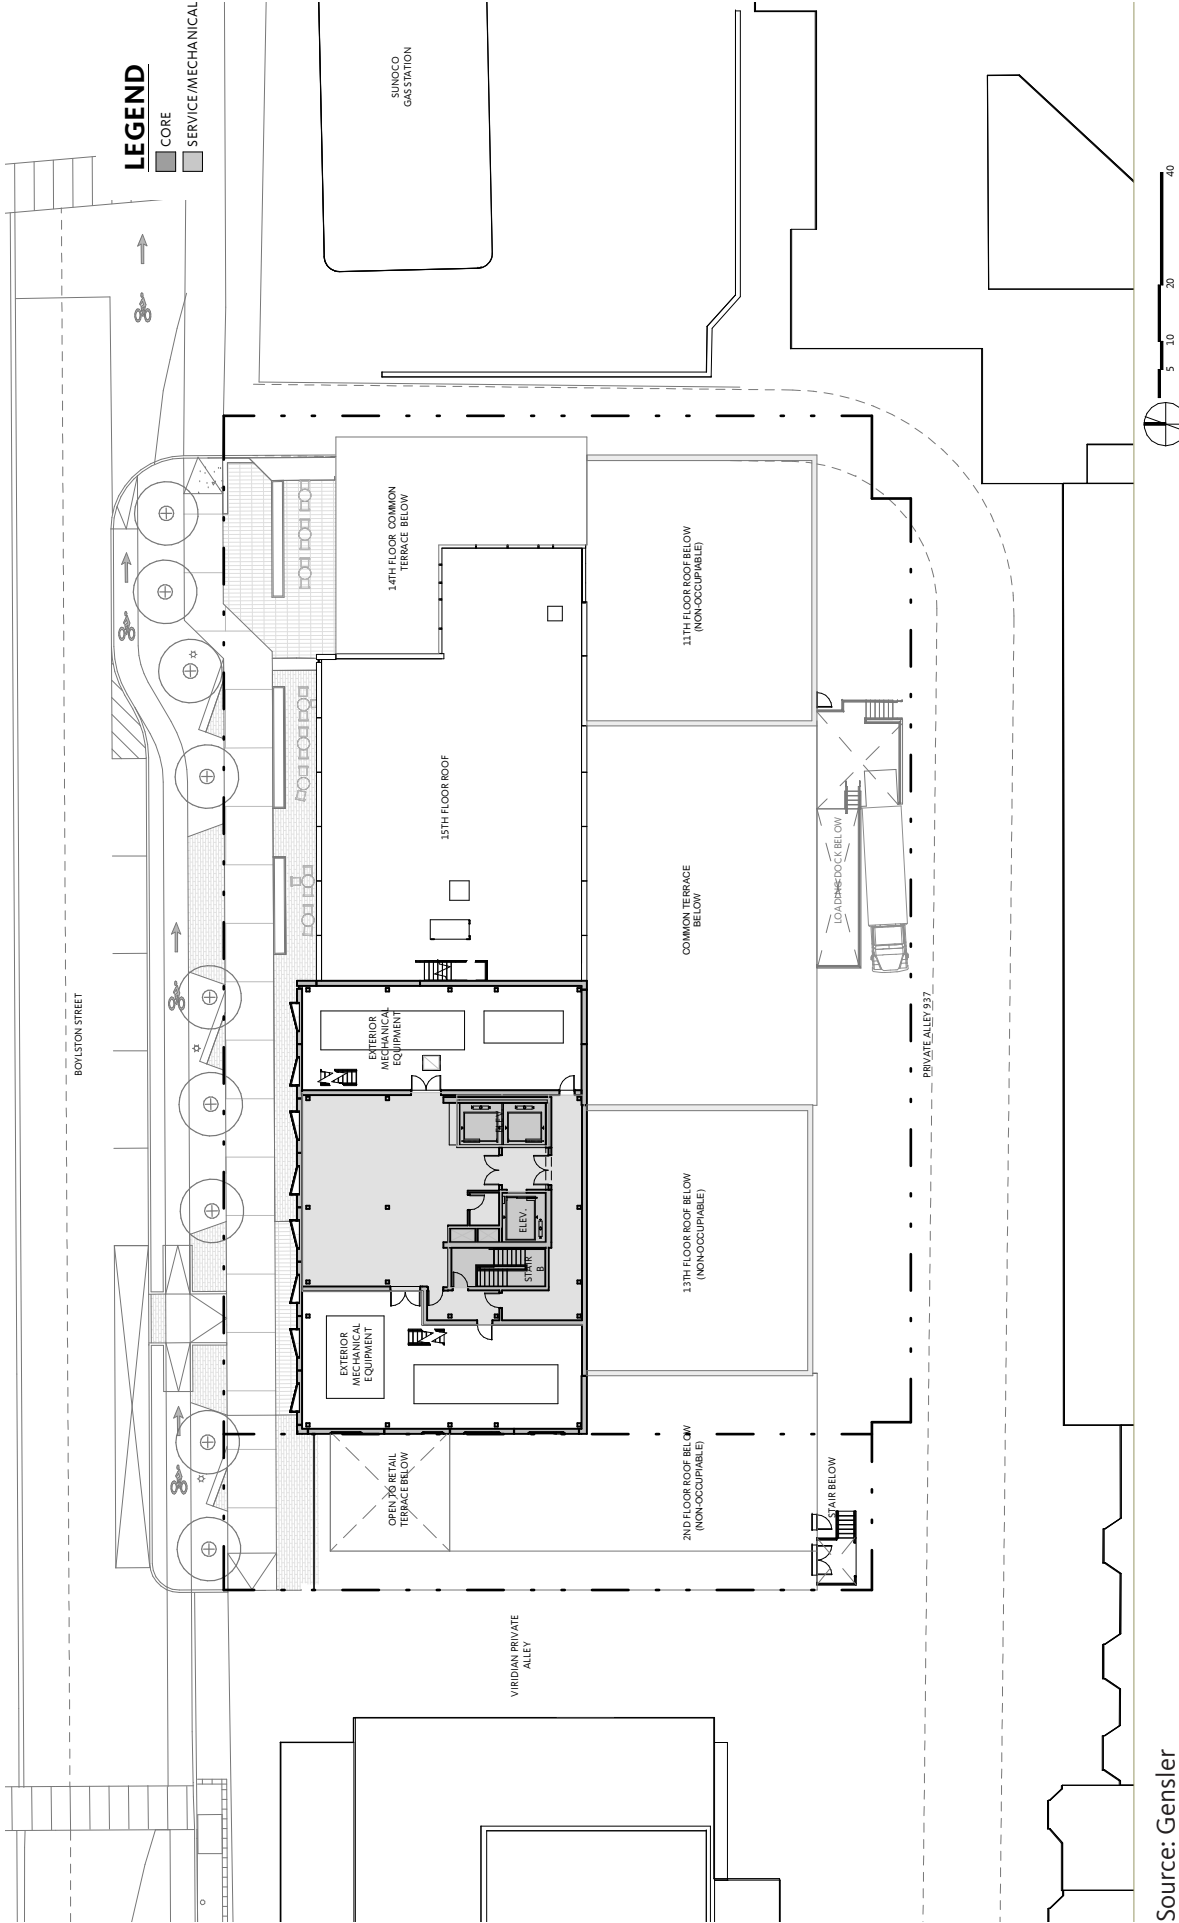 LEGEND
CORE
SERVICE/MECHANICAL
SUNOCO
GAS STATION
BOYLSTON STREET
14TH FLOOR COMMON
TERRACE BELOW
11TH FLOOR ROOF BELOW
(NON-OCCUPIABLE)
15TH FLOOR ROOF
COMMON TERRACE
BELOW
LOADING DOCK BELOW
PRIVATE ALLEY 937
EXTERIOR
MECHANICAL
EQUIPMENT
ELEV.
ELEV.
STAIR
B
13TH FLOOR ROOF BELOW
(NON-OCCUPIABLE)
EXTERIOR
MECHANICAL
EQUIPMENT
OPEN TO RETAIL
TERRACE BELOW
2ND FLOOR ROOF BELOW
(NON-OCCUPIABLE)
STAIR BELOW
VIRIDIAN PRIVATE
ALLEY
5 10 20 40
Source: Gensler